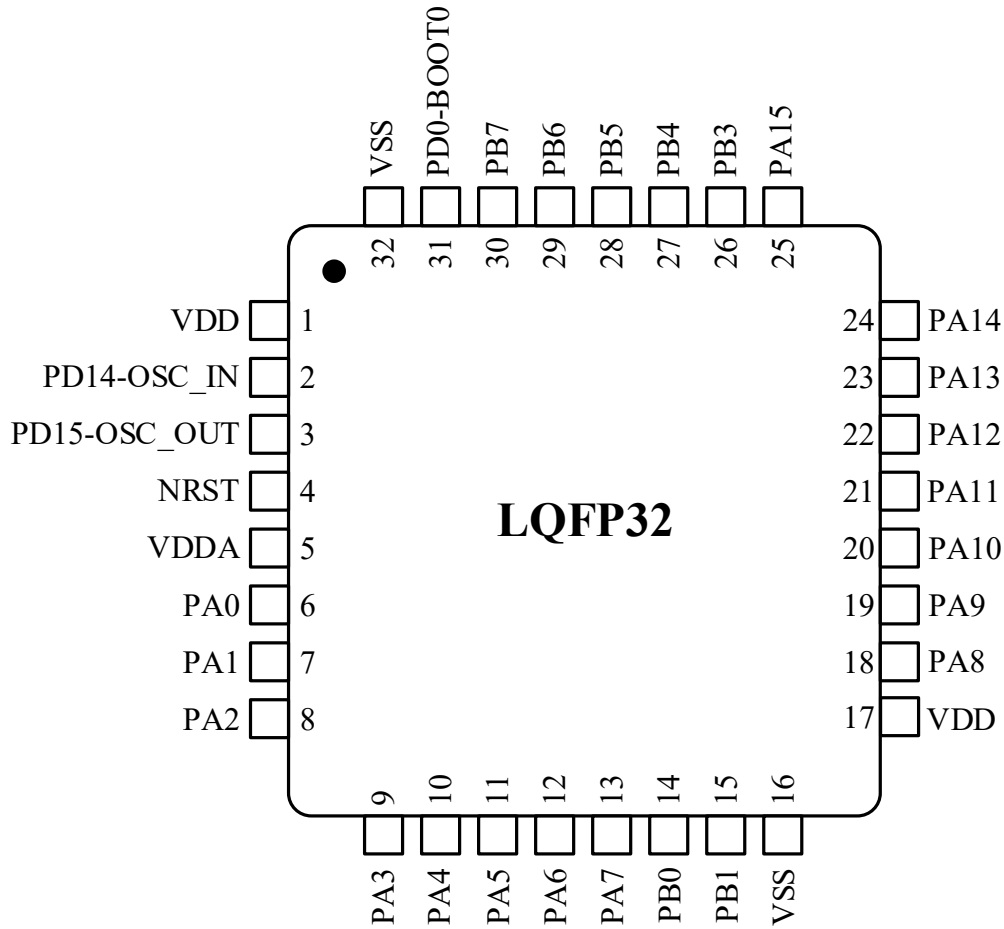 VSS
PD0-BOOT0
PB7
PB6
PB5
PB4
PB3
PA15
32
31
30
29
28
27
26
25
VDD 1
PD14-OSC_IN 2
PD15-OSC_OUT 3
NRST 4
VDDA 5
PA0 6
PA1 7
PA2 8
LQFP32
24 PA14
23 PA13
22 PA12
21 PA11
20 PA10
19 PA9
18 PA8
17 VDD
9
10
11
12
13
14
15
16
PA3
PA4
PA5
PA6
PA7
PB0
PB1
VSS